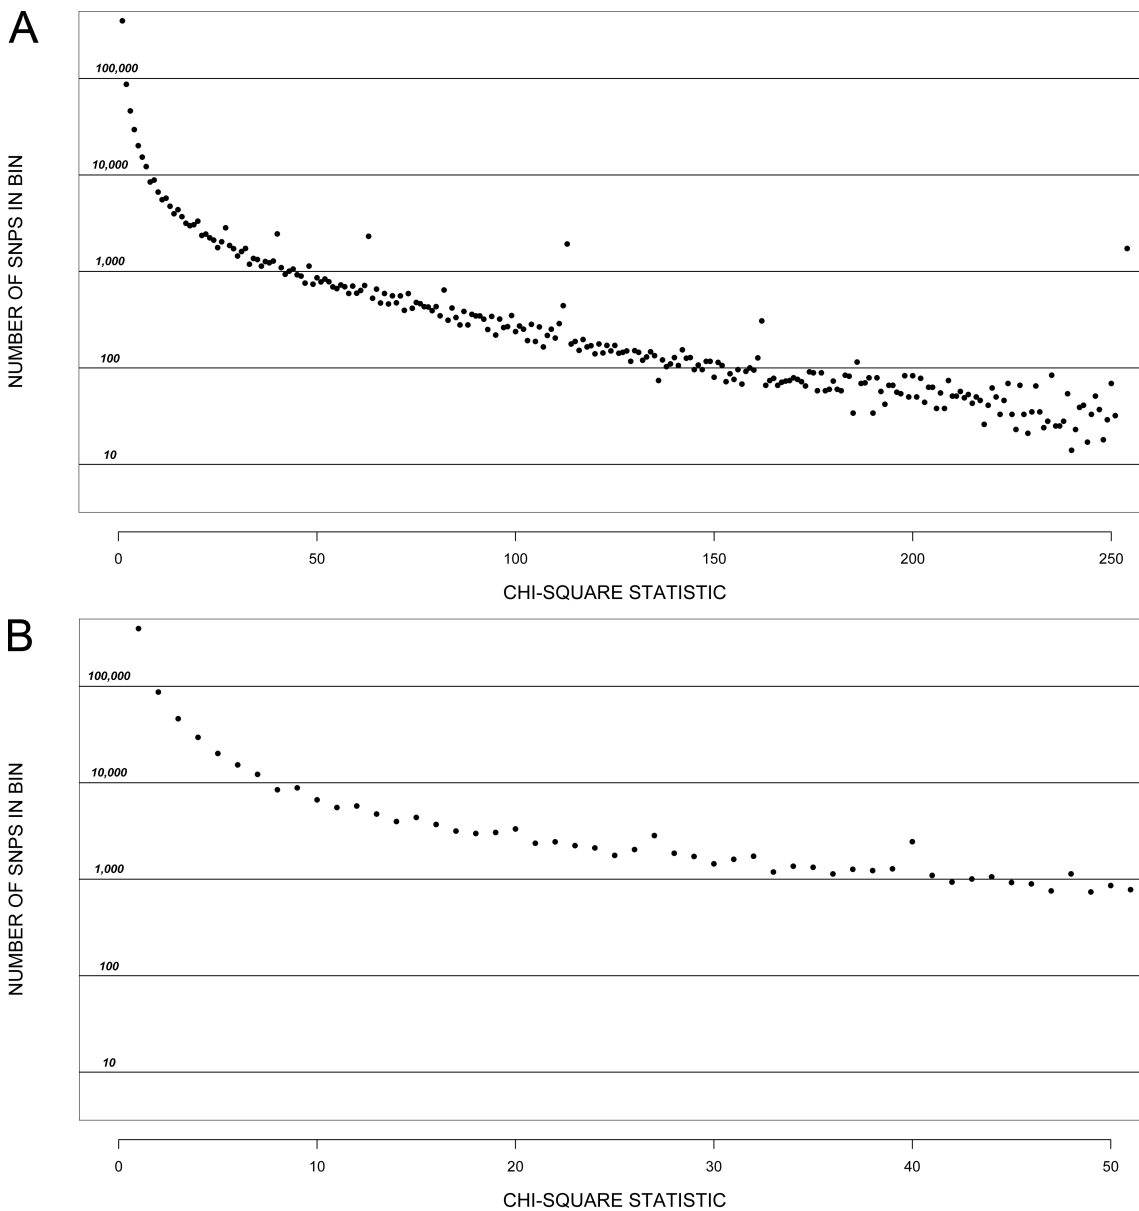 A
NUMBER OF SNPS IN BIN
100,000
10,000
1,000
100
10
0 50 100 150 200 250
CHI-SQUARE STATISTIC
B
NUMBER OF SNPS IN BIN
100,000
10,000
1,000
100
10
0 10 20 30 40 50
CHI-SQUARE STATISTIC